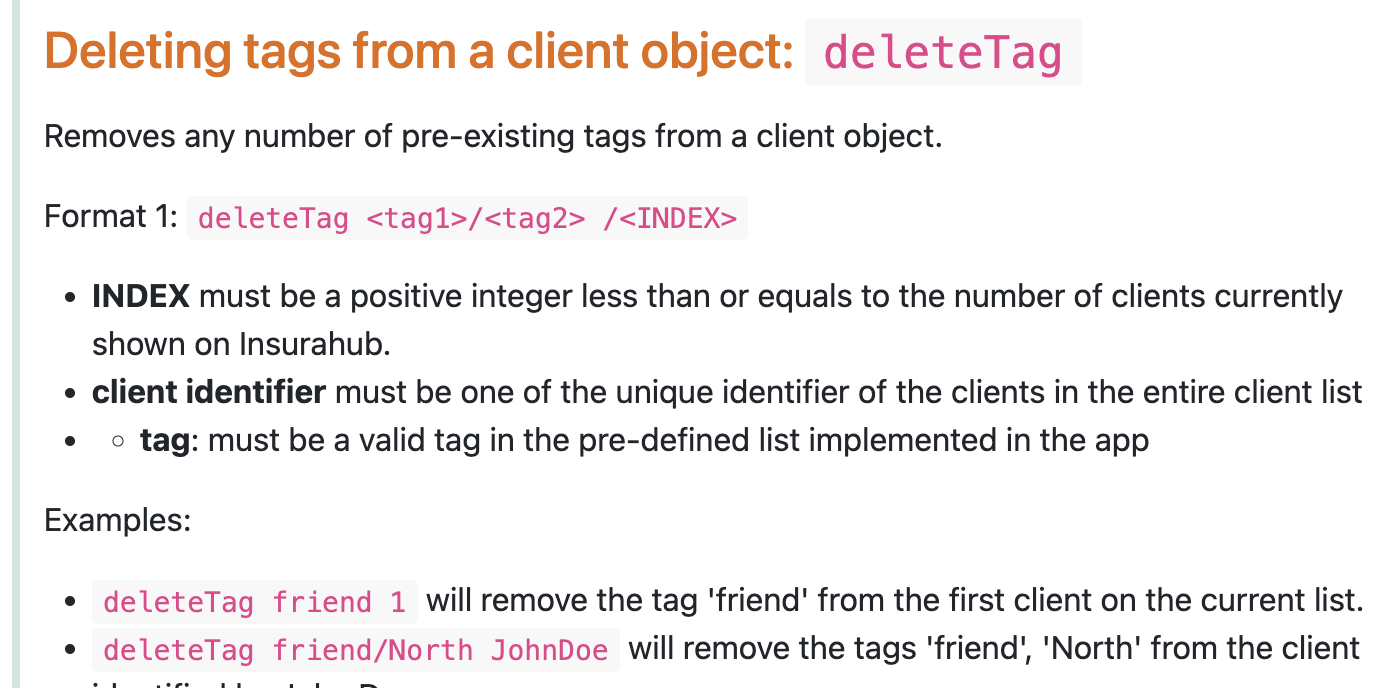 Deleting tags from a client object: deleteTag
Removes any number of pre-existing tags from a client object.
Format 1: deleteTag <tag1>/<tag2> /<INDEX>
INDEX must be a positive integer less than or equals to the number of clients currently
shown on Insurahub.
client identifier must be one of the unique identifier of the clients in the entire client list
tag: must be a valid tag in the pre-defined list implemented in the app
Examples:
deleteTag friend 1 will remove the tag 'friend' from the first client on the current list.
deleteTag friend/North JohnDoe will remove the tags 'friend', 'North' from the client